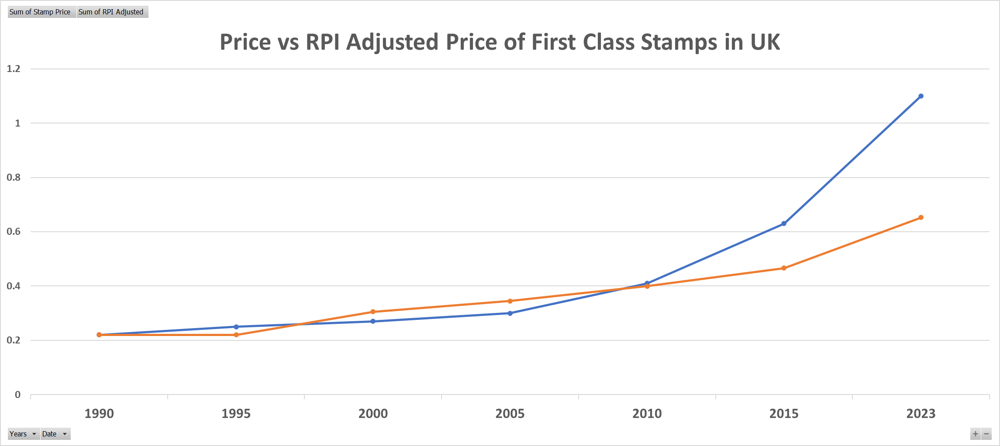 Sum of Stamp Price Sum of RPI Adjusted
Price vs RPI Adjusted Price of First Class Stamps in UK
1.2
1
0.8
0.6
0.4
0.2
0
1990 1995 2000 2005 2010 2015 2023
Years Date + −